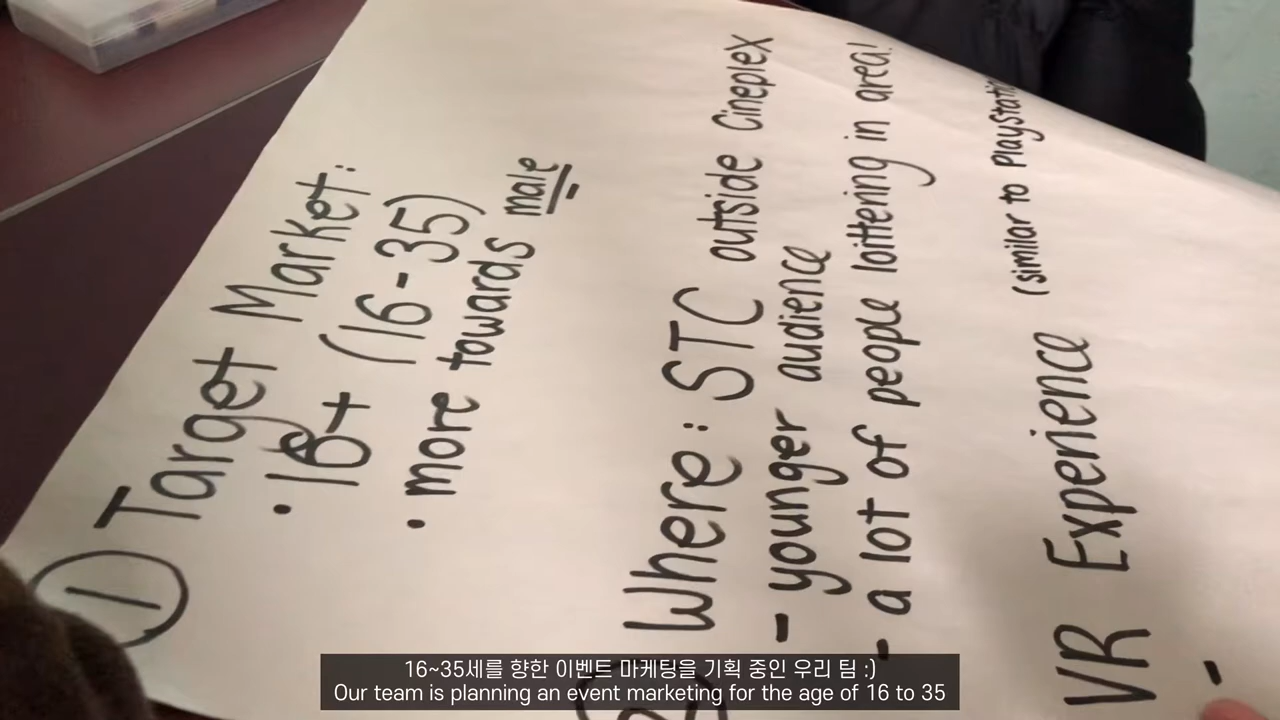 ① Target Market:
· 16+ (16-35)
· more towards male
② Where: STC outside Cineplex
- younger audience
- a lot of people loittering in area!
VR Experience (similar to Playstation
-
16~35세를 향한 이벤트 마케팅을 기획 중인 우리 팀 :)
Our team is planning an event marketing for the age of 16 to 35